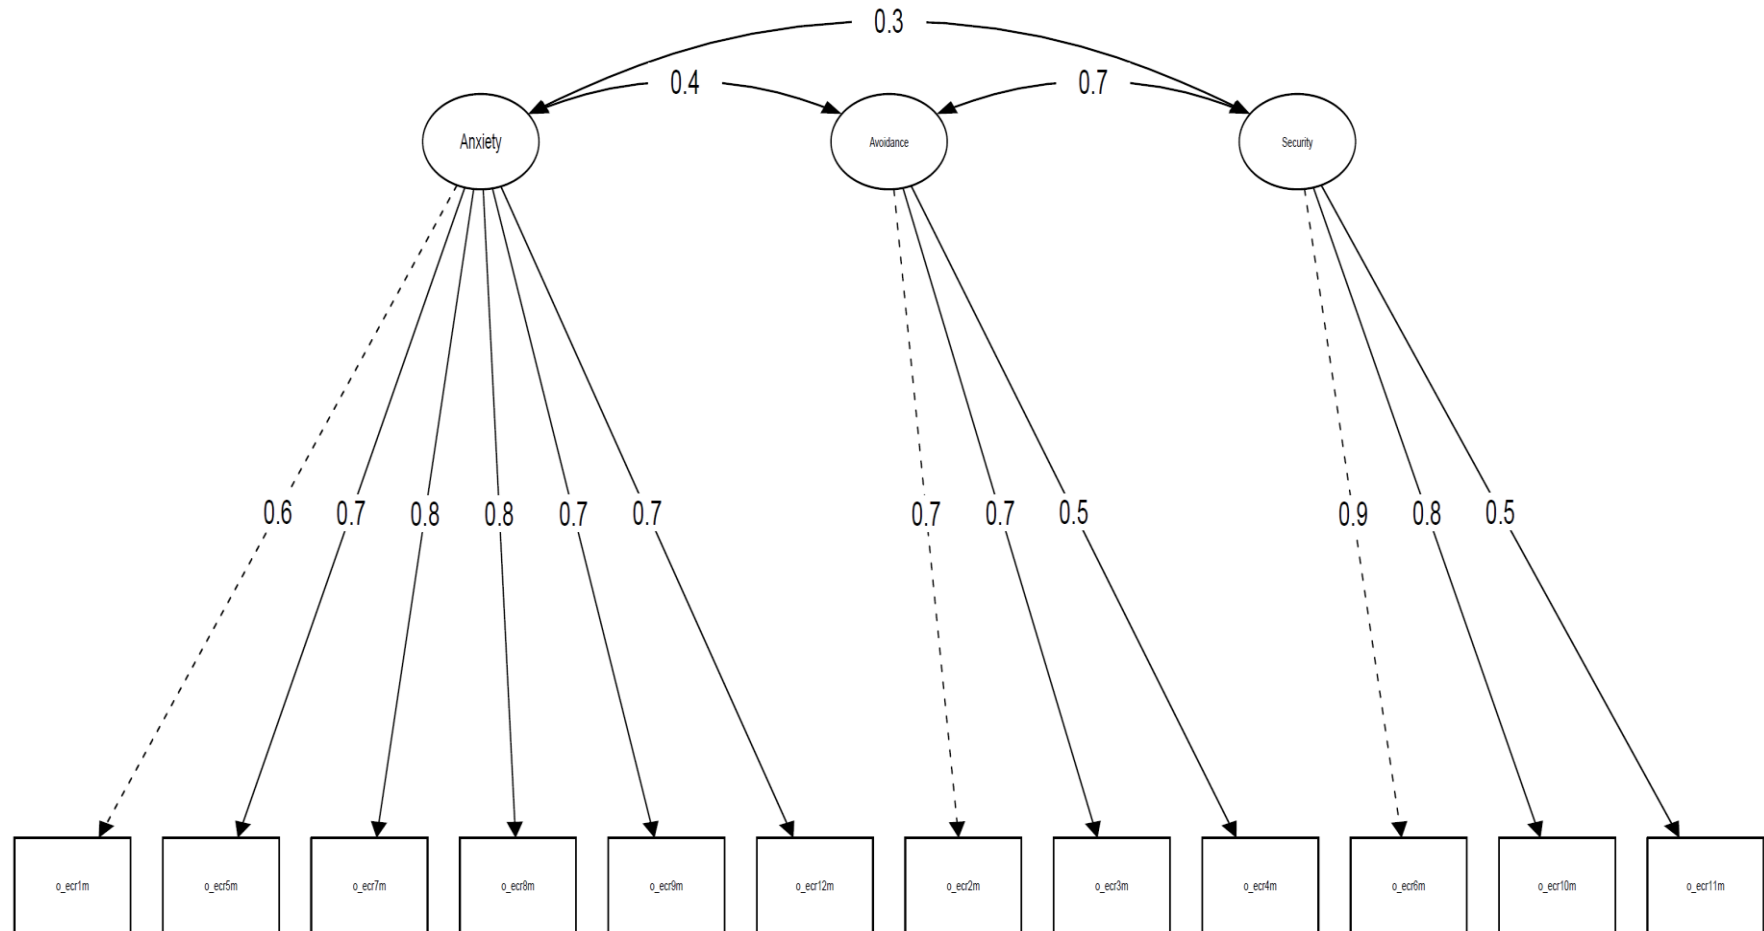 0.3
0.4 0.7
Anxiety Avoidance Security
0.6 0.7 0.8 0.8 0.7 0.7 0.7 0.7 0.5 0.9 0.8 0.5
o_ecr1m o_ecr5m o_ecr7m o_ecr8m o_ecr9m o_ecr12m o_ecr2m o_ecr3m o_ecr4m o_ecr6m o_ecr10m o_ecr11m